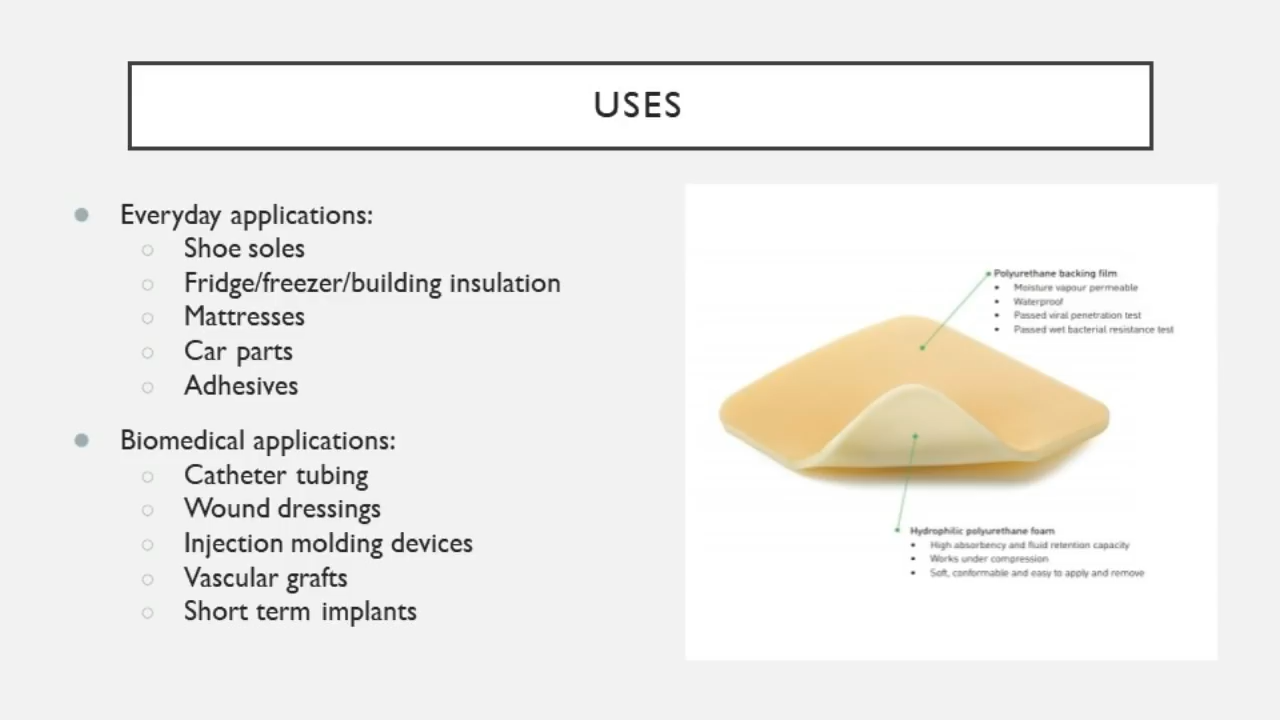 USES
Everyday applications:
Shoe soles
Fridge/freezer/building insulation
Mattresses
Car parts
Adhesives
Biomedical applications:
Catheter tubing
Wound dressings
Injection molding devices
Vascular grafts
Short term implants
Polyurethane backing film
Moisture vapour permeable
Waterproof
Passed viral penetration test
Passed wet bacterial resistance test
Hydrophilic polyurethane foam
High absorbency and fluid retention capacity
Works under compression
Soft, conformable and easy to apply and remove